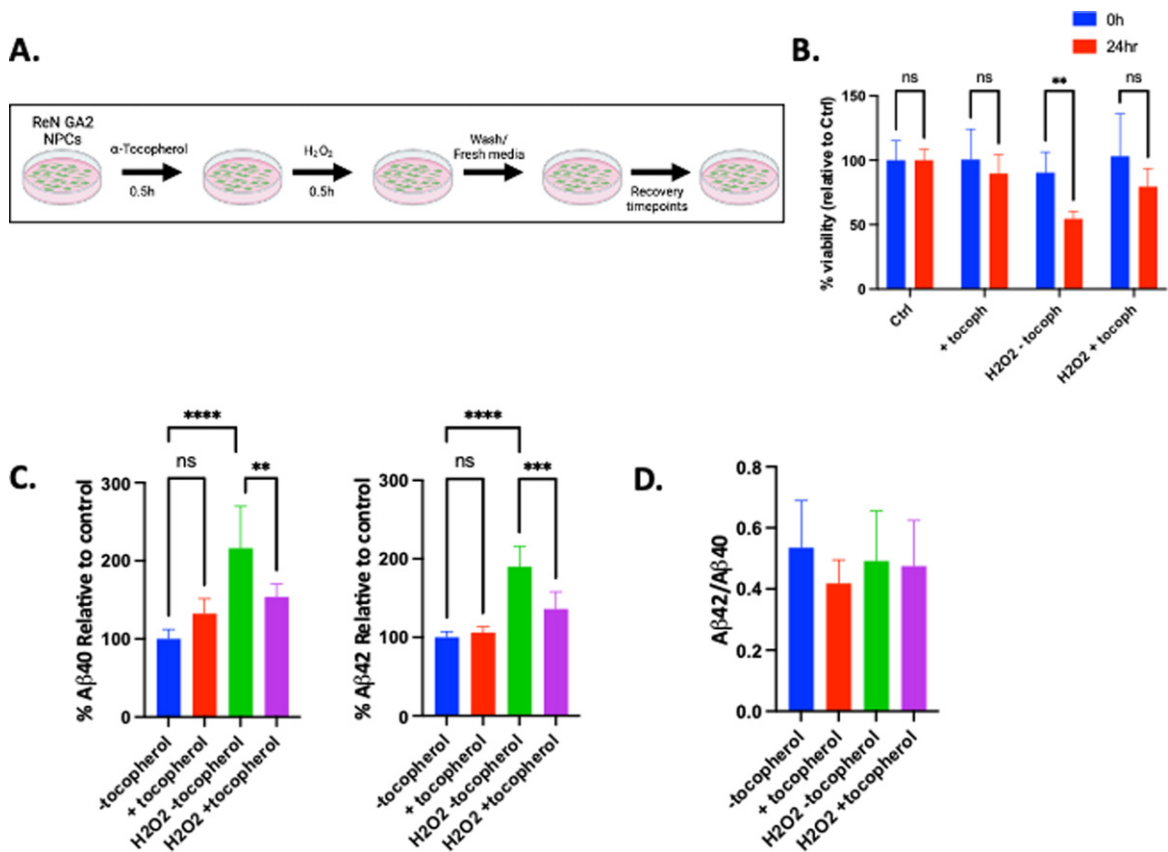 A.
ReN GA2
NPCs
α-Tocopherol
0.5h
H₂O₂
0.5h
Wash/
Fresh media
Recovery
timepoints
0h
24hr
B.
ns
ns
**
ns
% viability (relative to Ctrl)
150
100
50
0
Ctrl
+ tocoph
H2O2 - tocoph
H2O2 + tocoph
C.
****
ns
**
% Aβ40 Relative to control
300
200
100
0
-tocopherol
+ tocopherol
H2O2 -tocopherol
H2O2 +tocopherol
****
ns
***
% Aβ42 Relative to control
300
200
100
0
-tocopherol
+ tocopherol
H2O2 -tocopherol
H2O2 +tocopherol
D.
Aβ42/Aβ40
0.8
0.6
0.4
0.2
0.0
-tocopherol
+ tocopherol
H2O2 -tocopherol
H2O2 +tocopherol